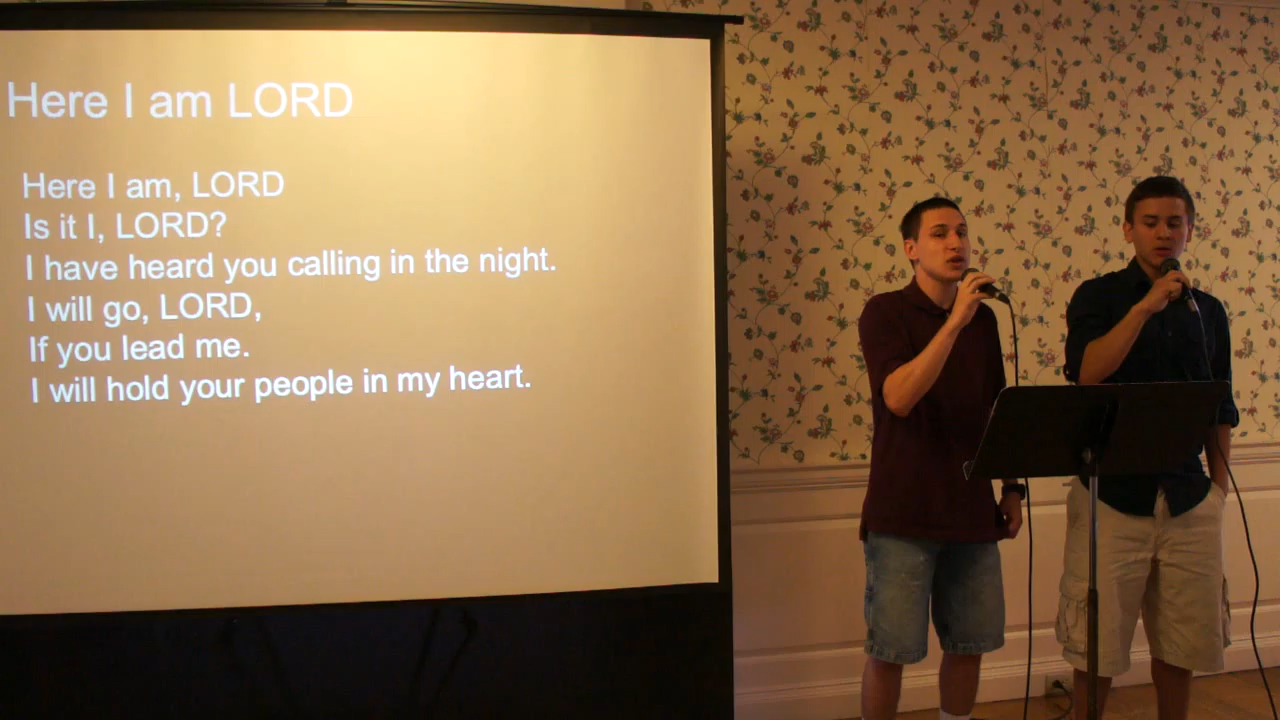 Here I am LORD
Here I am, LORD
Is it I, LORD?
I have heard you calling in the night.
I will go, LORD,
If you lead me.
I will hold your people in my heart.